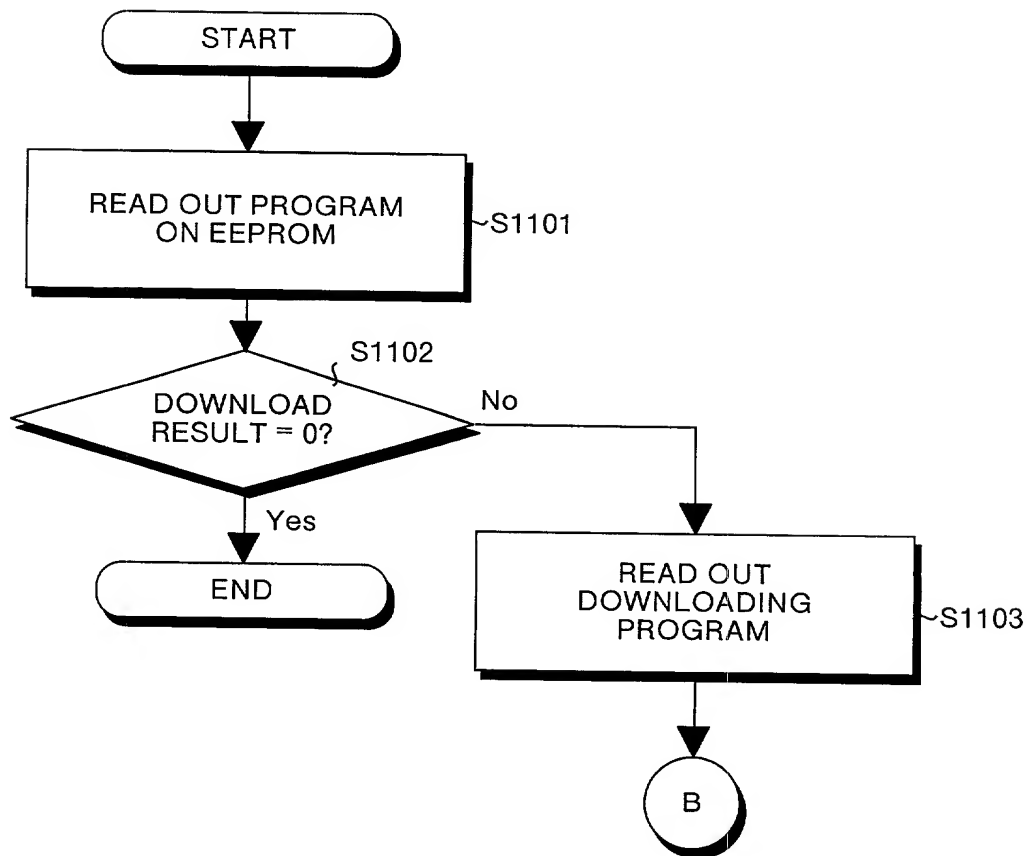 START
READ OUT PROGRAM
ON EEPROM
S1101
S1102
DOWNLOAD
RESULT = 0?
No
Yes
END
READ OUT
DOWNLOADING
PROGRAM
S1103
B